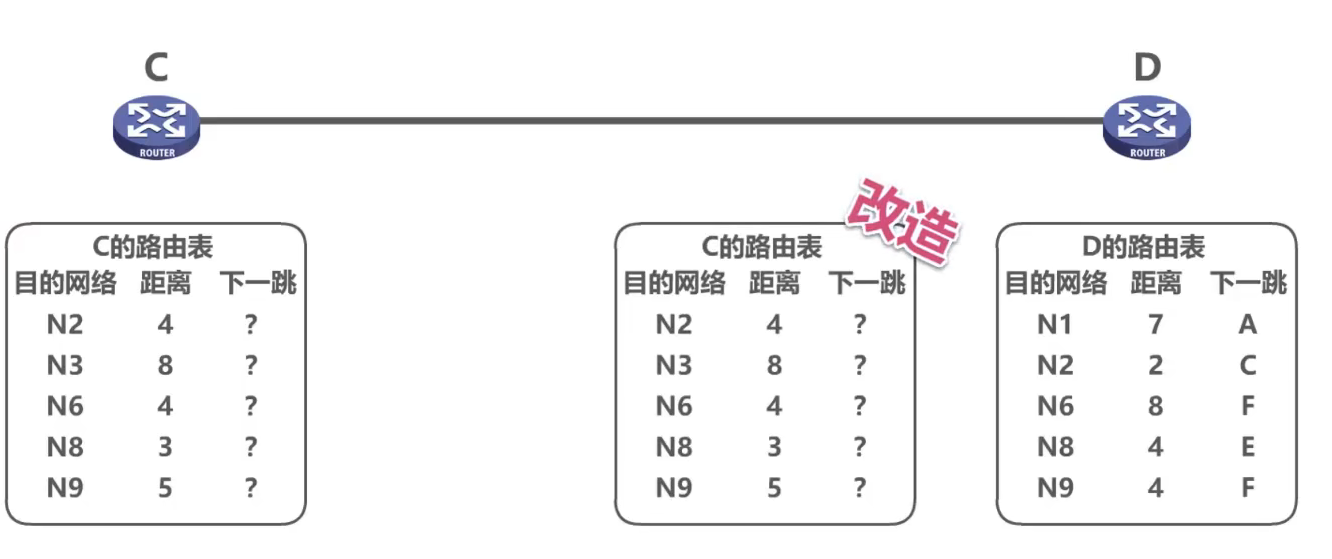 C
D
ROUTER
ROUTER
C的路由表
目的网络 距离 下一跳
N2 4 ?
N3 8 ?
N6 4 ?
N8 3 ?
N9 5 ?
改造
C的路由表
目的网络 距离 下一跳
N2 4 ?
N3 8 ?
N6 4 ?
N8 3 ?
N9 5 ?
D的路由表
目的网络 距离 下一跳
N1 7 A
N2 2 C
N6 8 F
N8 4 E
N9 4 F